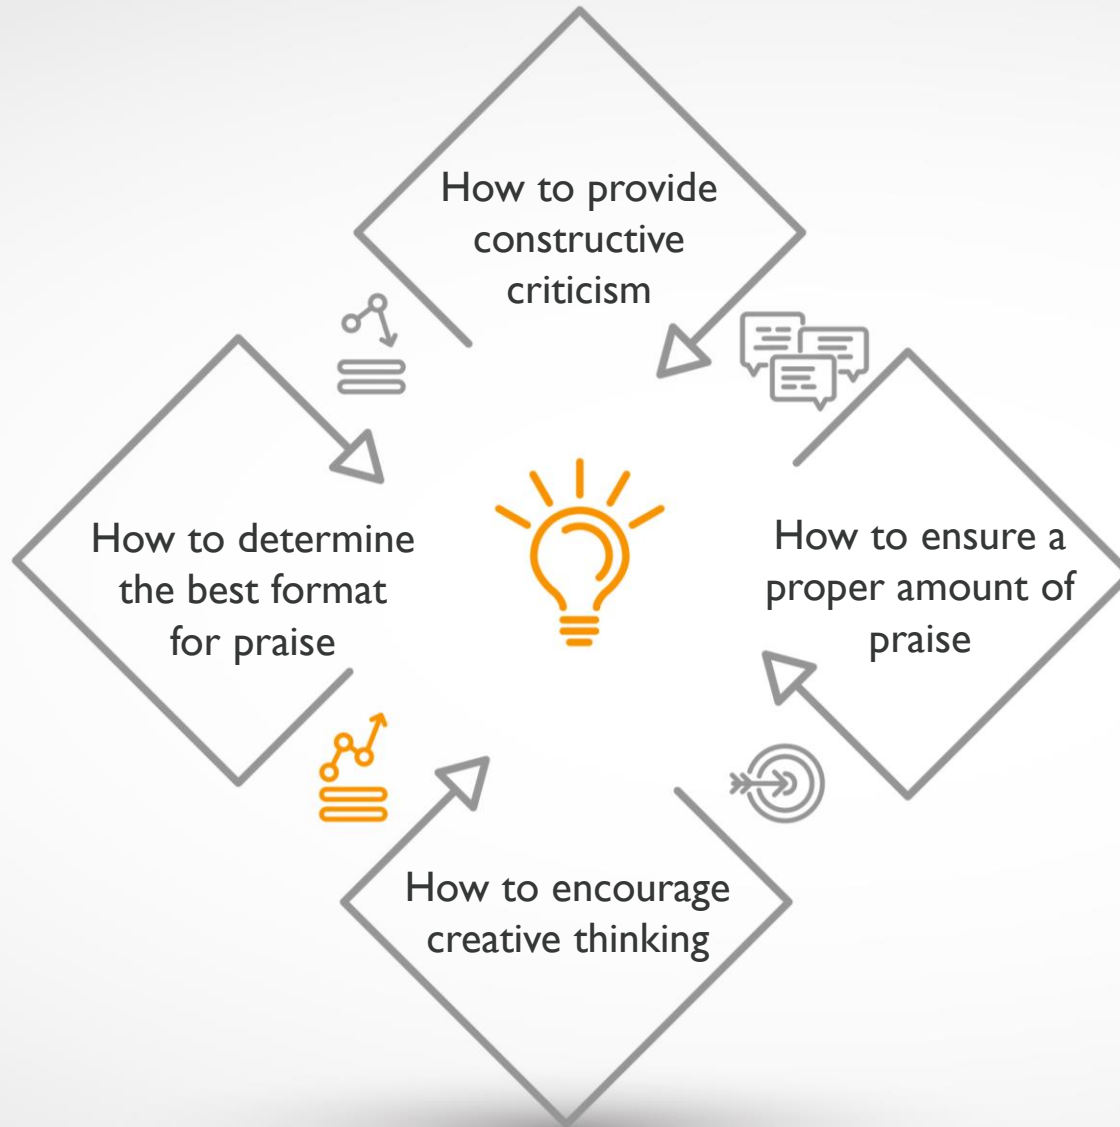 How to provide
constructive
criticism
How to determine
the best format
for praise
How to ensure a
proper amount of
praise
How to encourage
creative thinking